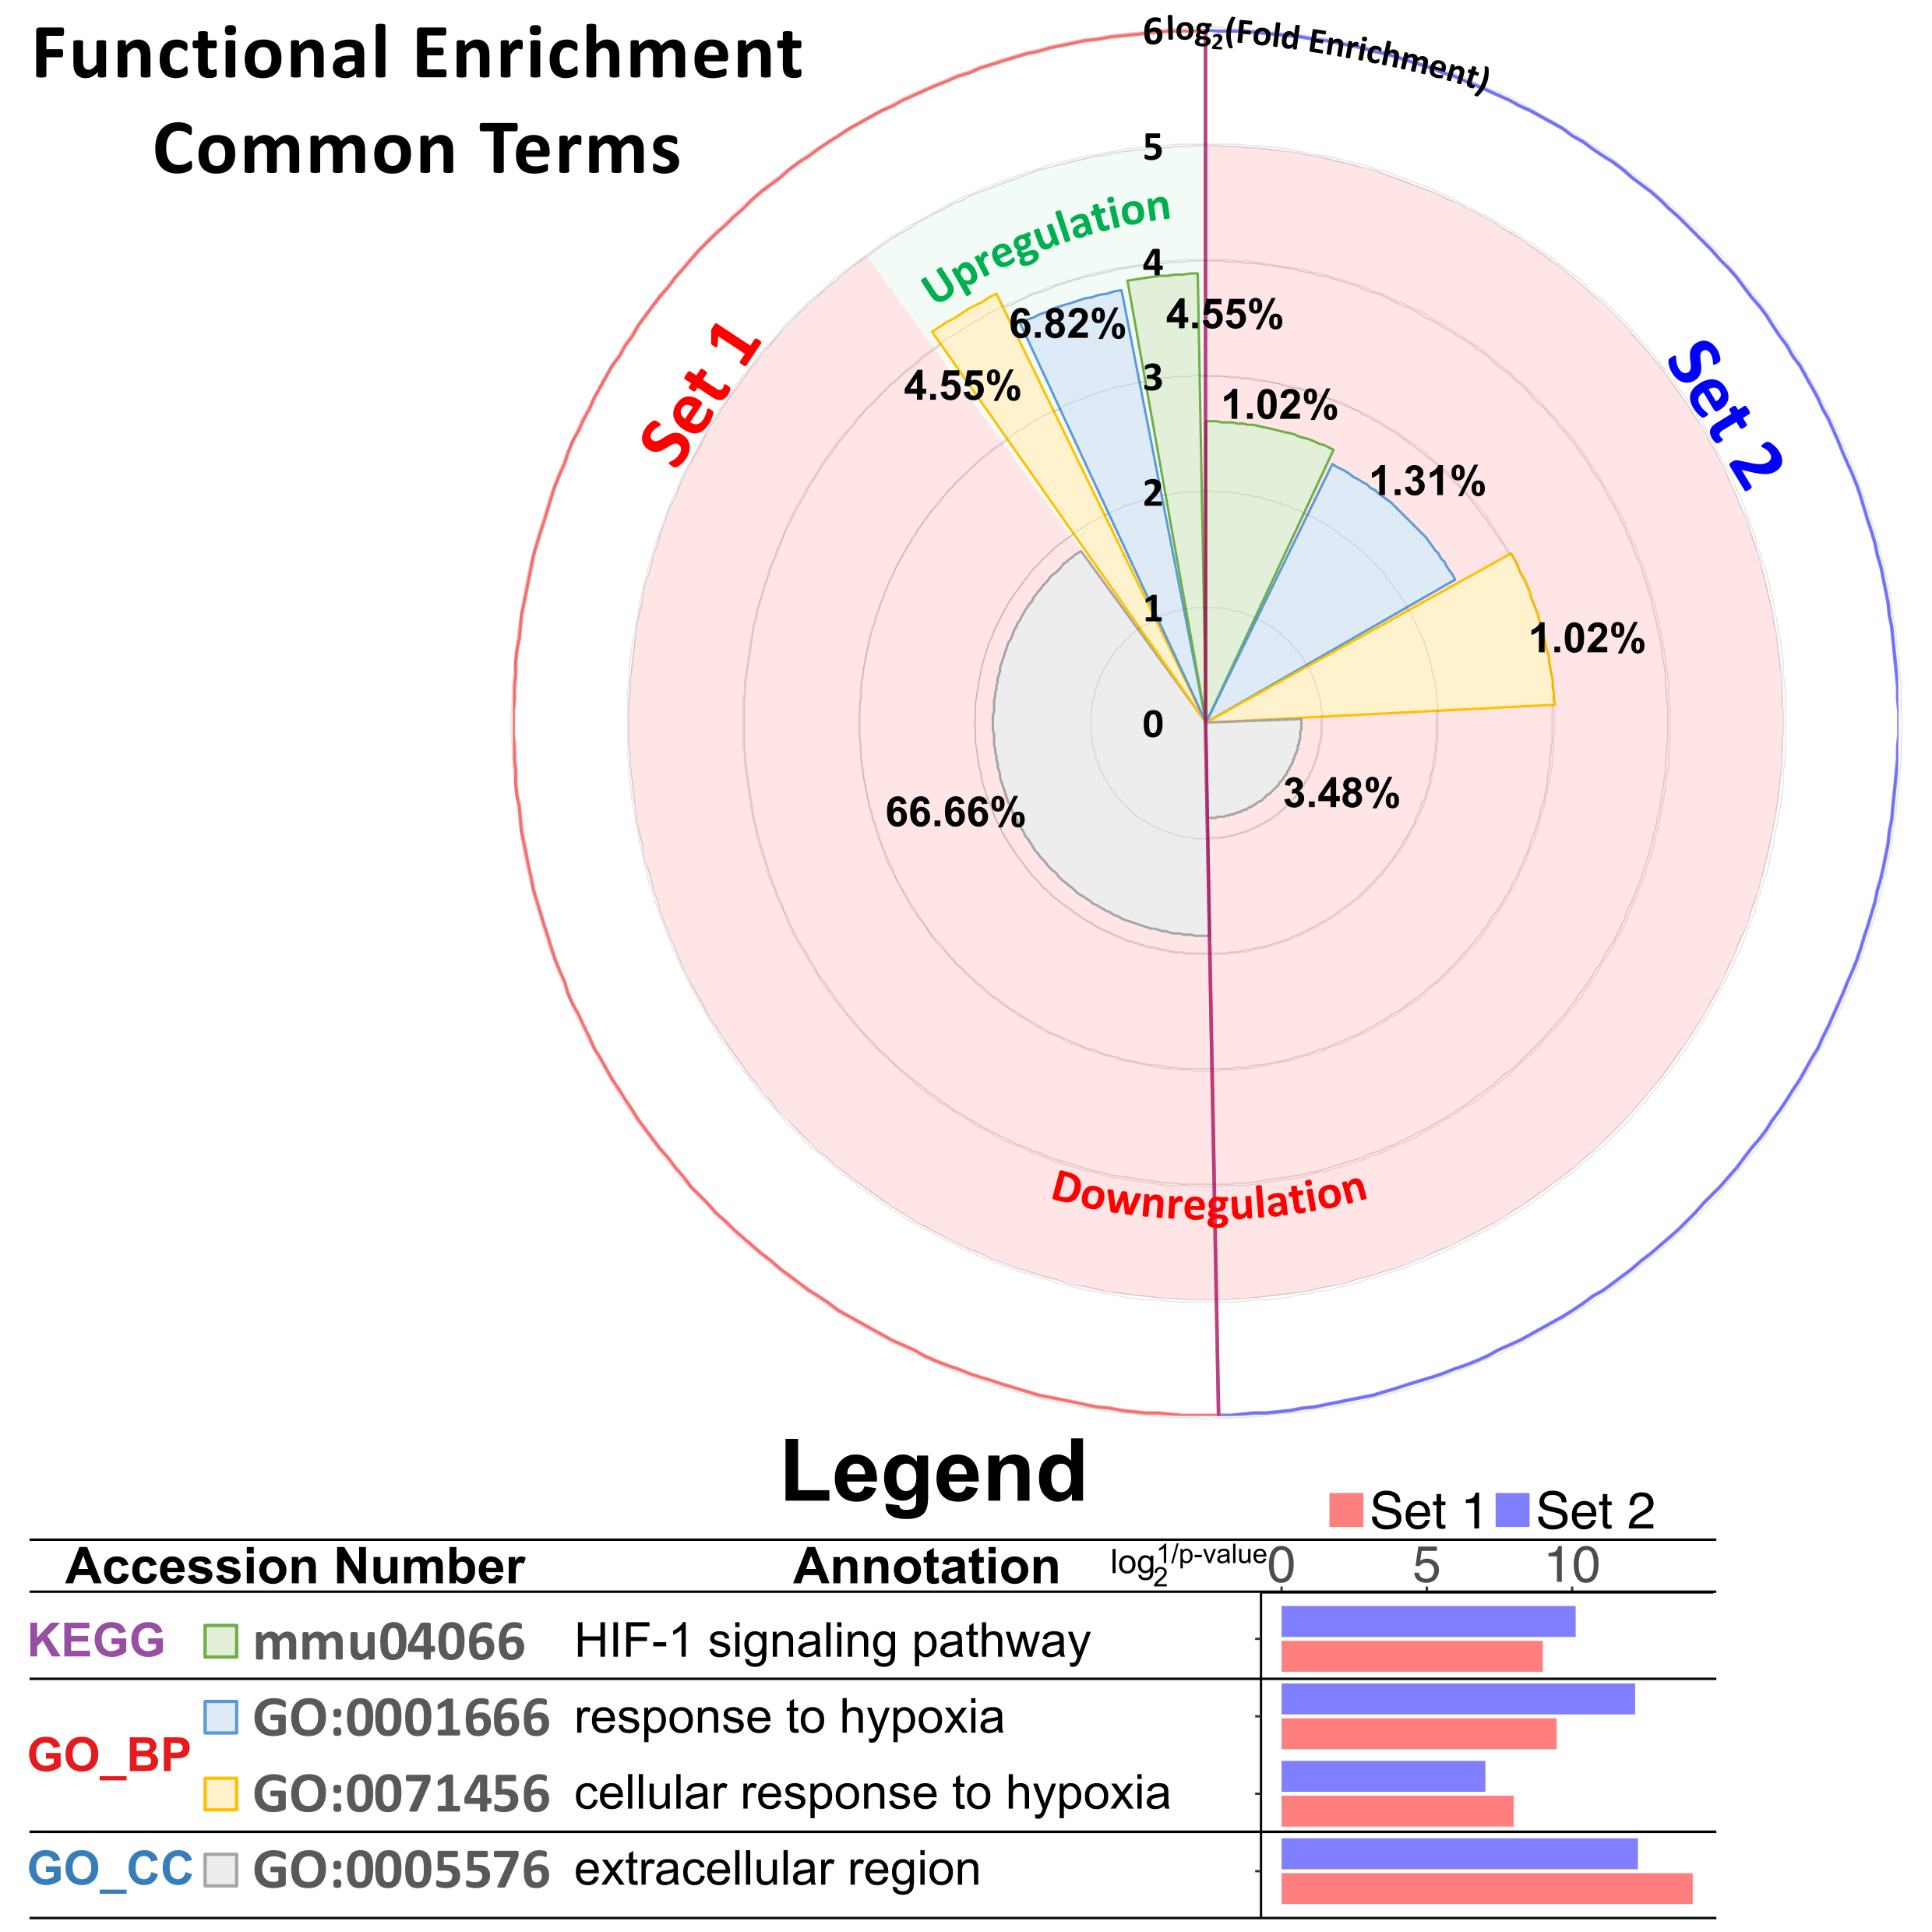 Functional Enrichment
Common Terms
6
log2(Fold Enrichment)
5
Upregulation
4
4.55%
6.82%
Set 1
Set 2
3
4.55%
1.02%
1.31%
2
1
1.02%
0
3.48%
66.66%
Downregulation
Legend
Set 1 Set 2
Accession Number Annotation log2 1/p-value 0 5 10
KEGG mmu04066 HIF-1 signaling pathway
GO_BP
GO:0001666 response to hypoxia
GO:0071456 cellular response to hypoxia
GO_CC GO:0005576 extracellular region